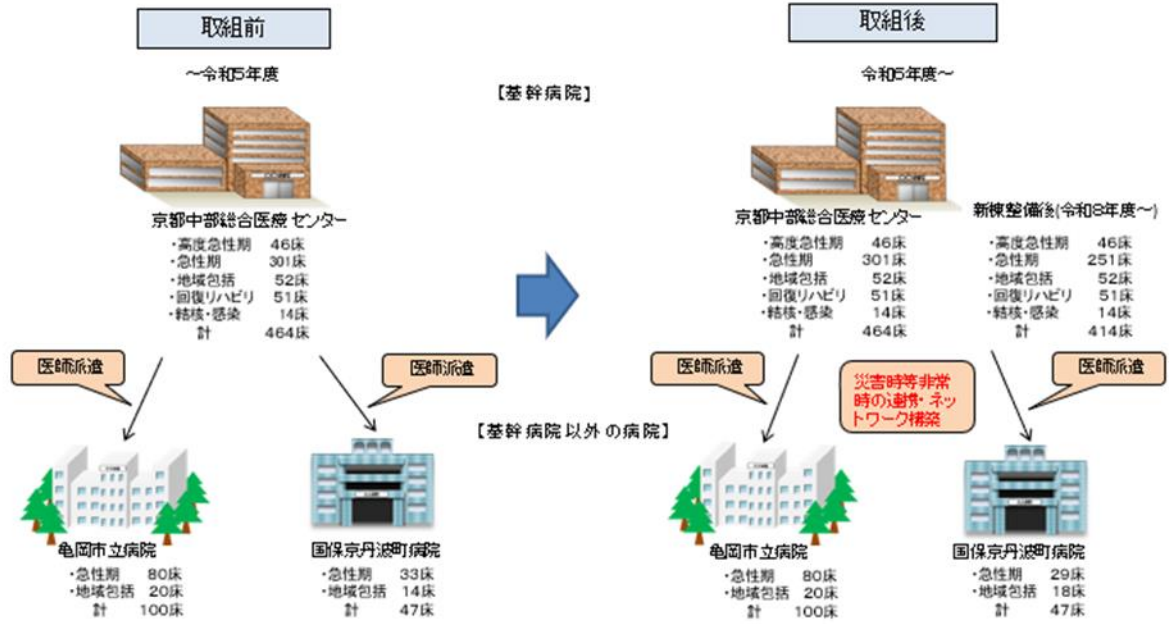 取組前
～令和5年度
【基幹病院】
京都中部総合医療センター
・高度急性期 46床
・急性期 301床
・地域包括 52床
・回復リハビリ 51床
・結核・感染 14床
計 464床
医師派遣
医師派遣
亀岡市立病院
・急性期 80床
・地域包括 20床
計 100床
【基幹病院以外の病院】
国保京丹波町病院
・急性期 33床
・地域包括 14床
計 47床
取組後
令和6年度～
京都中部総合医療センター
・高度急性期 46床
・急性期 301床
・地域包括 52床
・回復リハビリ 51床
・結核・感染 14床
計 464床
新棟整備後(令和8年度～)
・高度急性期 46床
・急性期 251床
・地域包括 52床
・回復リハビリ 51床
・結核・感染 14床
計 414床
医師派遣
災害時等非常
時の連携・ネッ
トワーク構築
医師派遣
亀岡市立病院
・急性期 80床
・地域包括 20床
計 100床
国保京丹波町病院
・急性期 29床
・地域包括 18床
計 47床